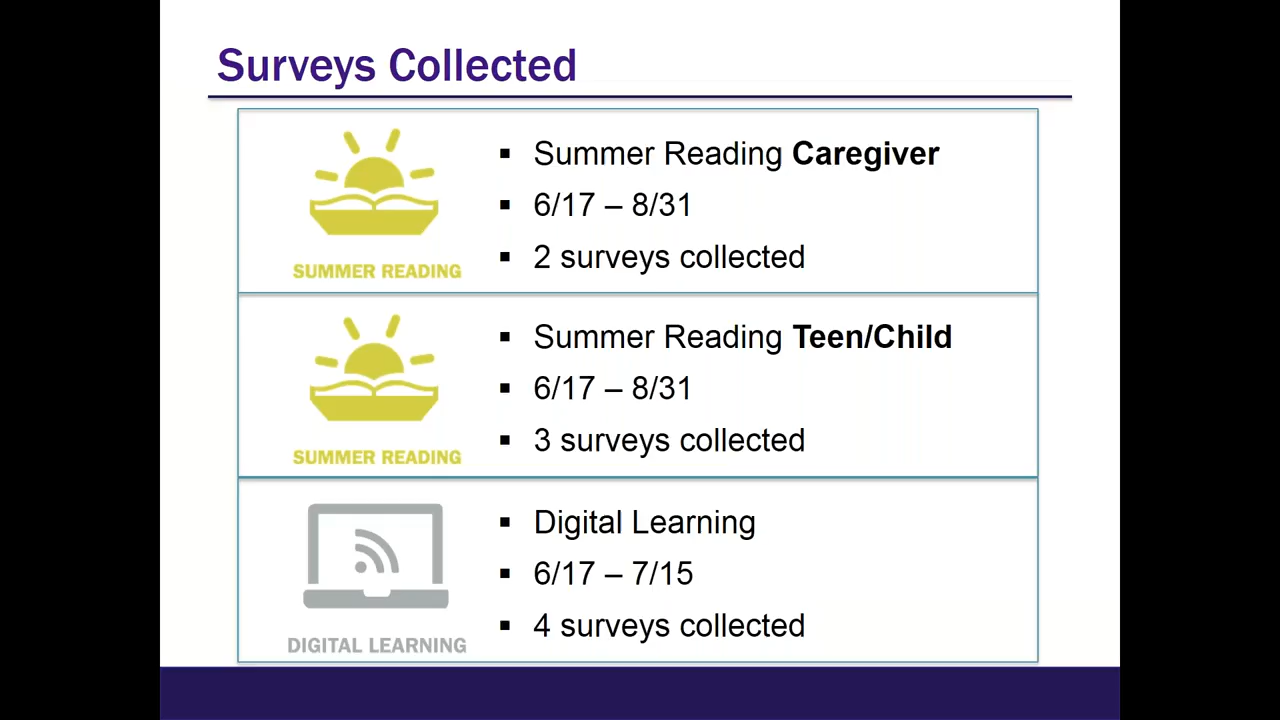 Surveys Collected
SUMMER READING
▪ Summer Reading Caregiver
▪ 6/17 – 8/31
▪ 2 surveys collected
SUMMER READING
▪ Summer Reading Teen/Child
▪ 6/17 – 8/31
▪ 3 surveys collected
DIGITAL LEARNING
▪ Digital Learning
▪ 6/17 – 7/15
▪ 4 surveys collected